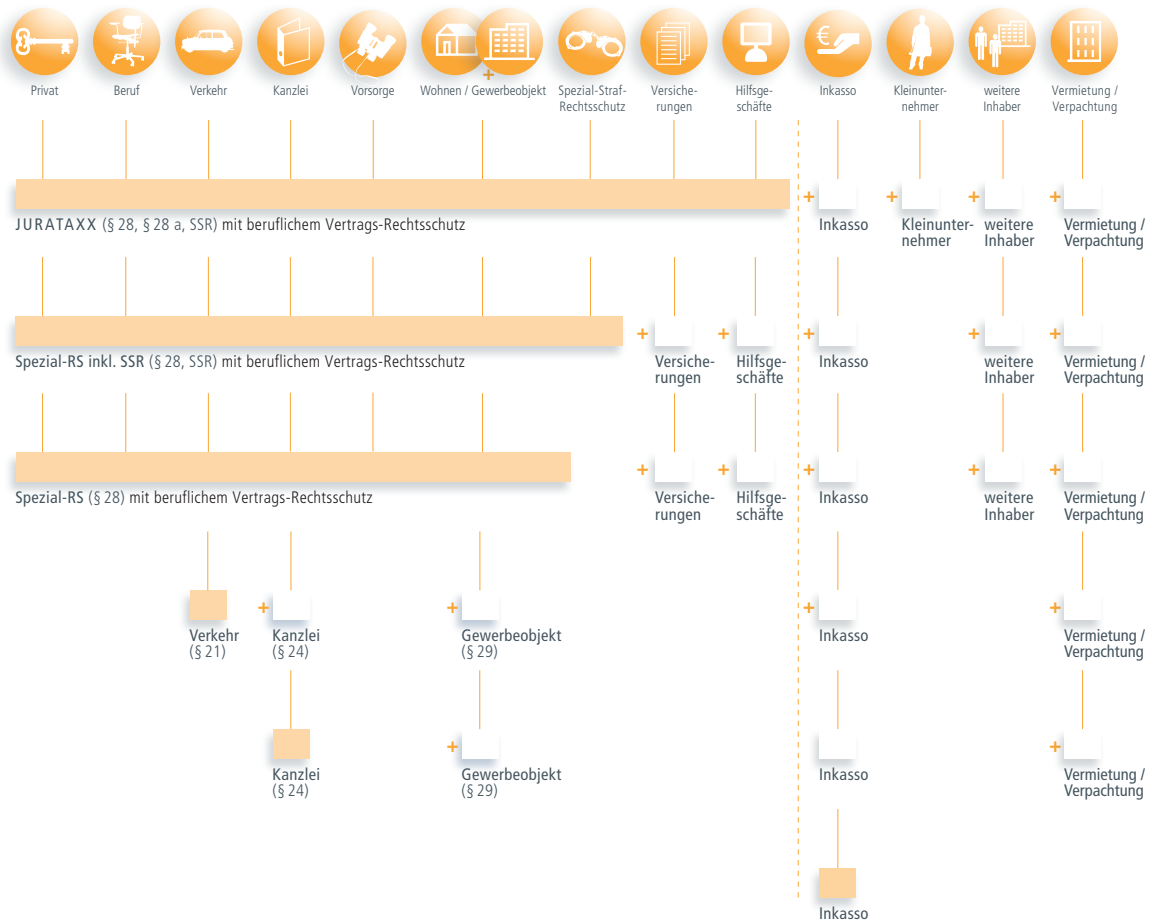 €
Privat
Beruf
Verkehr
Kanzlei
Vorsorge
Wohnen / Gewerbeobjekt
+
Spezial-Straf-
Rechtsschutz
Versiche-
rungen
Hilfsge-
schäfte
Inkasso
Kleinunter-
nehmer
weitere
Inhaber
Vermietung /
Verpachtung
+ + + +
JURATAXX (§ 28, § 28 a, SSR) mit beruflichem Vertrags-Rechtsschutz
Inkasso
Kleinunter-
nehmer
weitere
Inhaber
Vermietung /
Verpachtung
+ + + + +
Spezial-RS inkl. SSR (§ 28, SSR) mit beruflichem Vertrags-Rechtsschutz
Versiche-
rungen
Hilfsge-
schäfte
Inkasso
weitere
Inhaber
Vermietung /
Verpachtung
+ + + + +
Spezial-RS (§ 28) mit beruflichem Vertrags-Rechtsschutz
Versiche-
rungen
Hilfsge-
schäfte
Inkasso
weitere
Inhaber
Vermietung /
Verpachtung
+ + + +
Verkehr
(§ 21)
Kanzlei
(§ 24)
Gewerbeobjekt
(§ 29)
Inkasso
Vermietung /
Verpachtung
+ +
Kanzlei
(§ 24)
Gewerbeobjekt
(§ 29)
Inkasso
Vermietung /
Verpachtung
Inkasso